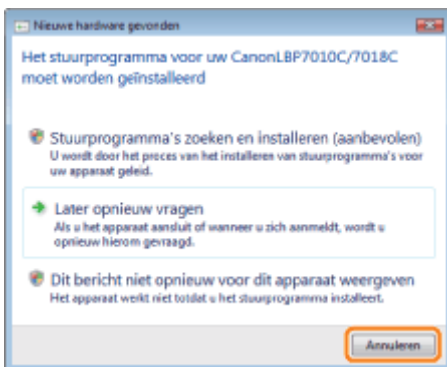 Nieuwe hardware gevonden
Het stuurprogramma voor uw CanonLBP7010C/7018C
moet worden geïnstalleerd
Stuurprogramma's zoeken en installeren (aanbevolen)
U wordt door het proces van het installeren van stuurprogramma's voor
uw apparaat geleid.
Later opnieuw vragen
Als u het apparaat aansluit of wanneer u zich aanmeldt, wordt u
opnieuw hierom gevraagd.
Dit bericht niet opnieuw voor dit apparaat weergeven
Het apparaat werkt niet totdat u het stuurprogramma installeert.
Annuleren